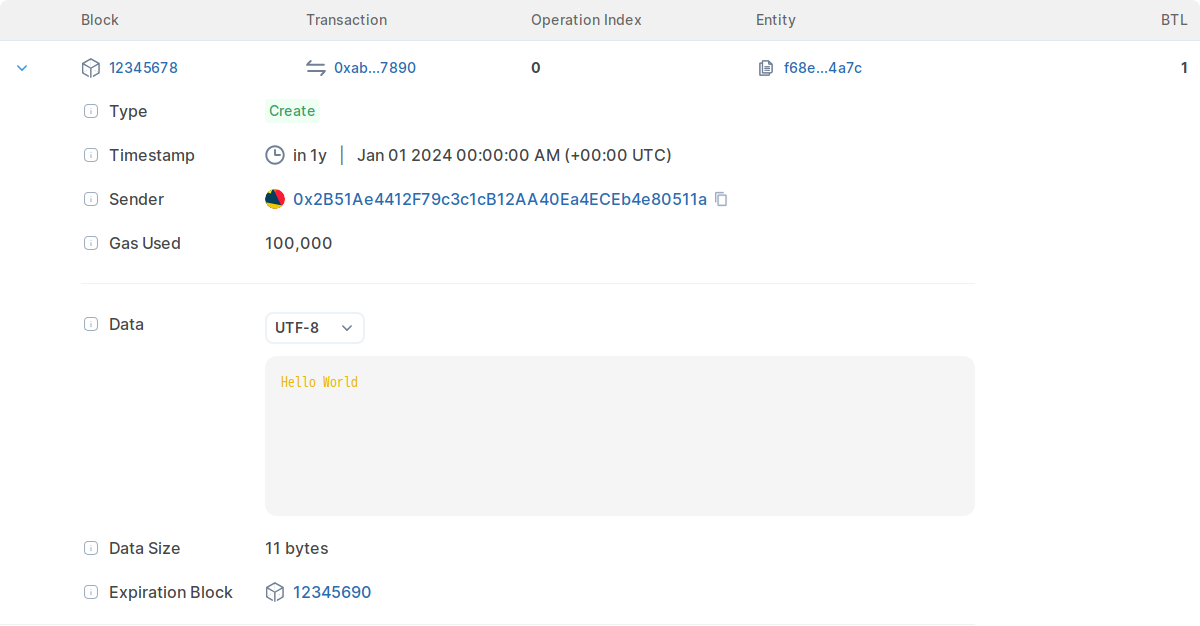 Block Transaction Operation Index Entity BTL
12345678 0xab...7890 0 f68e...4a7c 1
Type Create
Timestamp in 1y | Jan 01 2024 00:00:00 AM (+00:00 UTC)
Sender 0x2B51Ae4412F79c3c1cB12AA40Ea4ECEb4e80511a
Gas Used 100,000
Data UTF-8
Hello World
Data Size 11 bytes
Expiration Block 12345690